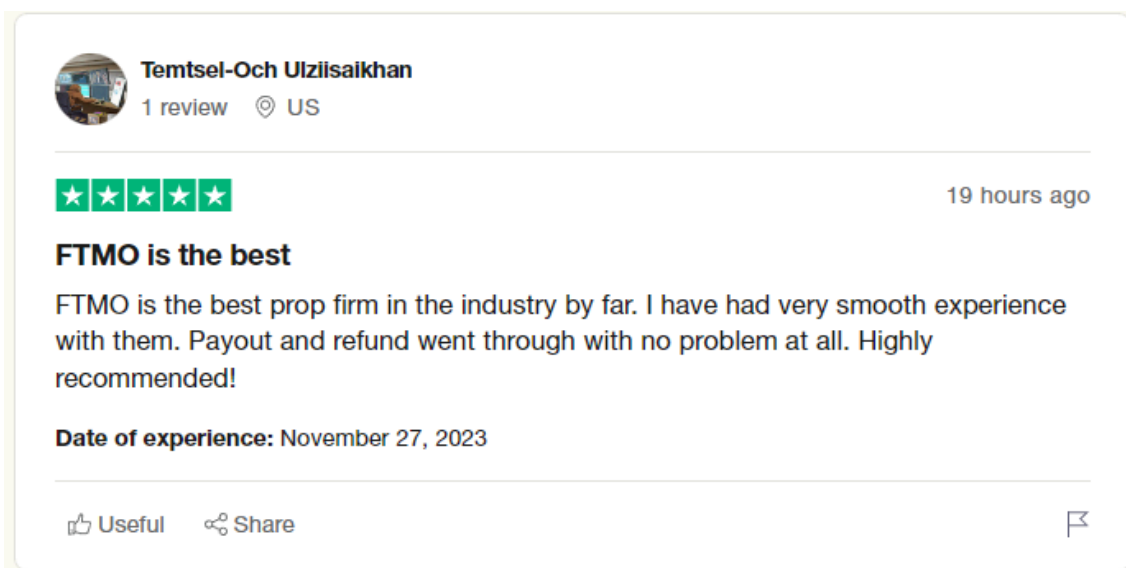 Temtsel-Och Ulziisaikhan
1 review US
19 hours ago
FTMO is the best
FTMO is the best prop firm in the industry by far. I have had very smooth experience
with them. Payout and refund went through with no problem at all. Highly
recommended!
Date of experience: November 27, 2023
Useful Share